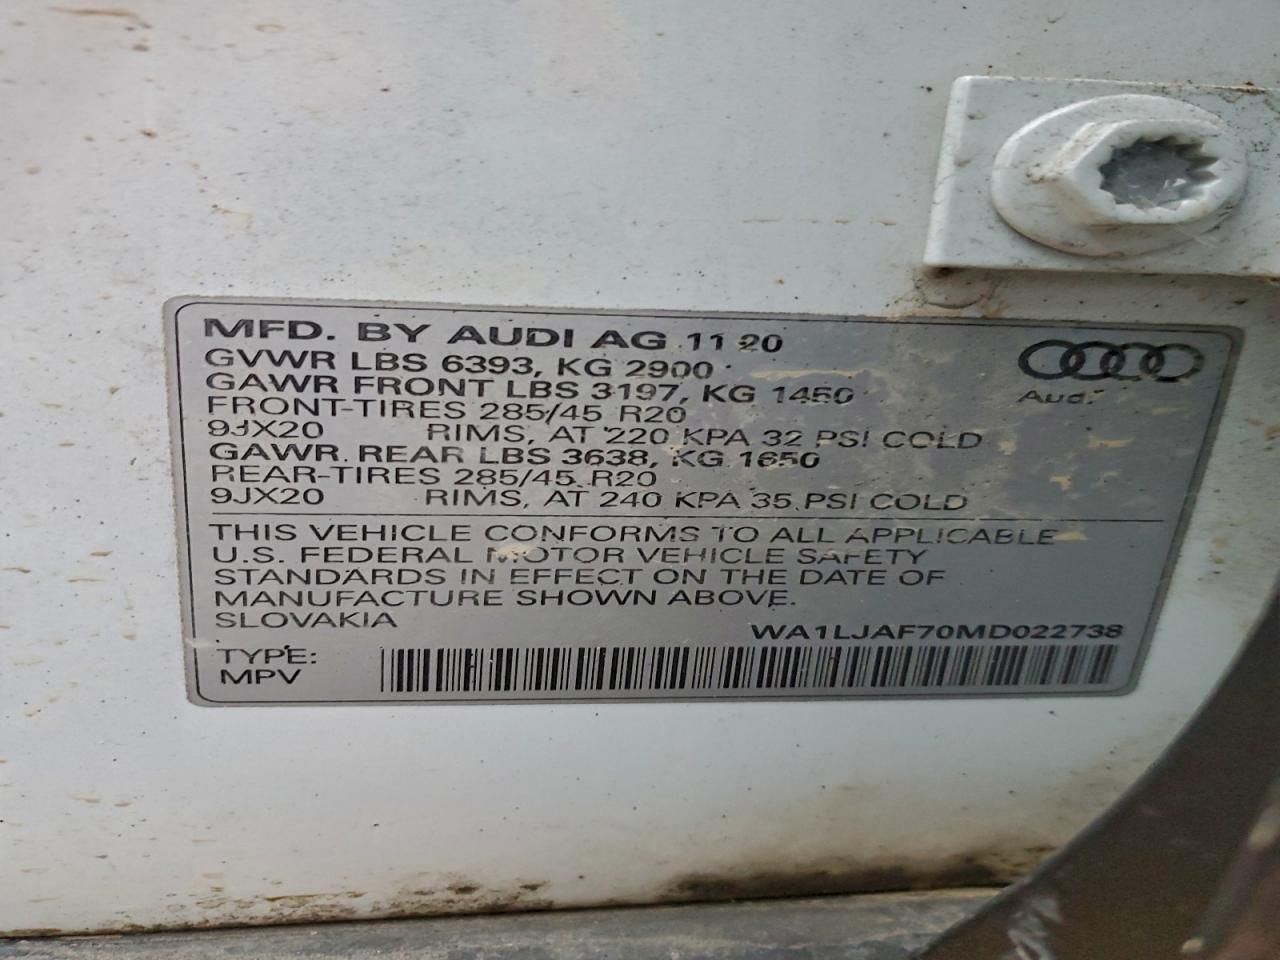 MFD. BY AUDI AG 11 20
GVWR LBS 6393, KG 2900
GAWR FRONT LBS 3197, KG 1450
FRONT-TIRES 285/45 R20
9JX20 RIMS, AT 220 KPA 32 PSI COLD
GAWR REAR LBS 3638, KG 1650
REAR-TIRES 285/45 R20
9JX20 RIMS, AT 240 KPA 35 PSI COLD
Audi
THIS VEHICLE CONFORMS TO ALL APPLICABLE
U.S. FEDERAL MOTOR VEHICLE SAFETY
STANDARDS IN EFFECT ON THE DATE OF
MANUFACTURE SHOWN ABOVE.
SLOVAKIA
WA1LJAF70MD022738
TYPE:
MPV